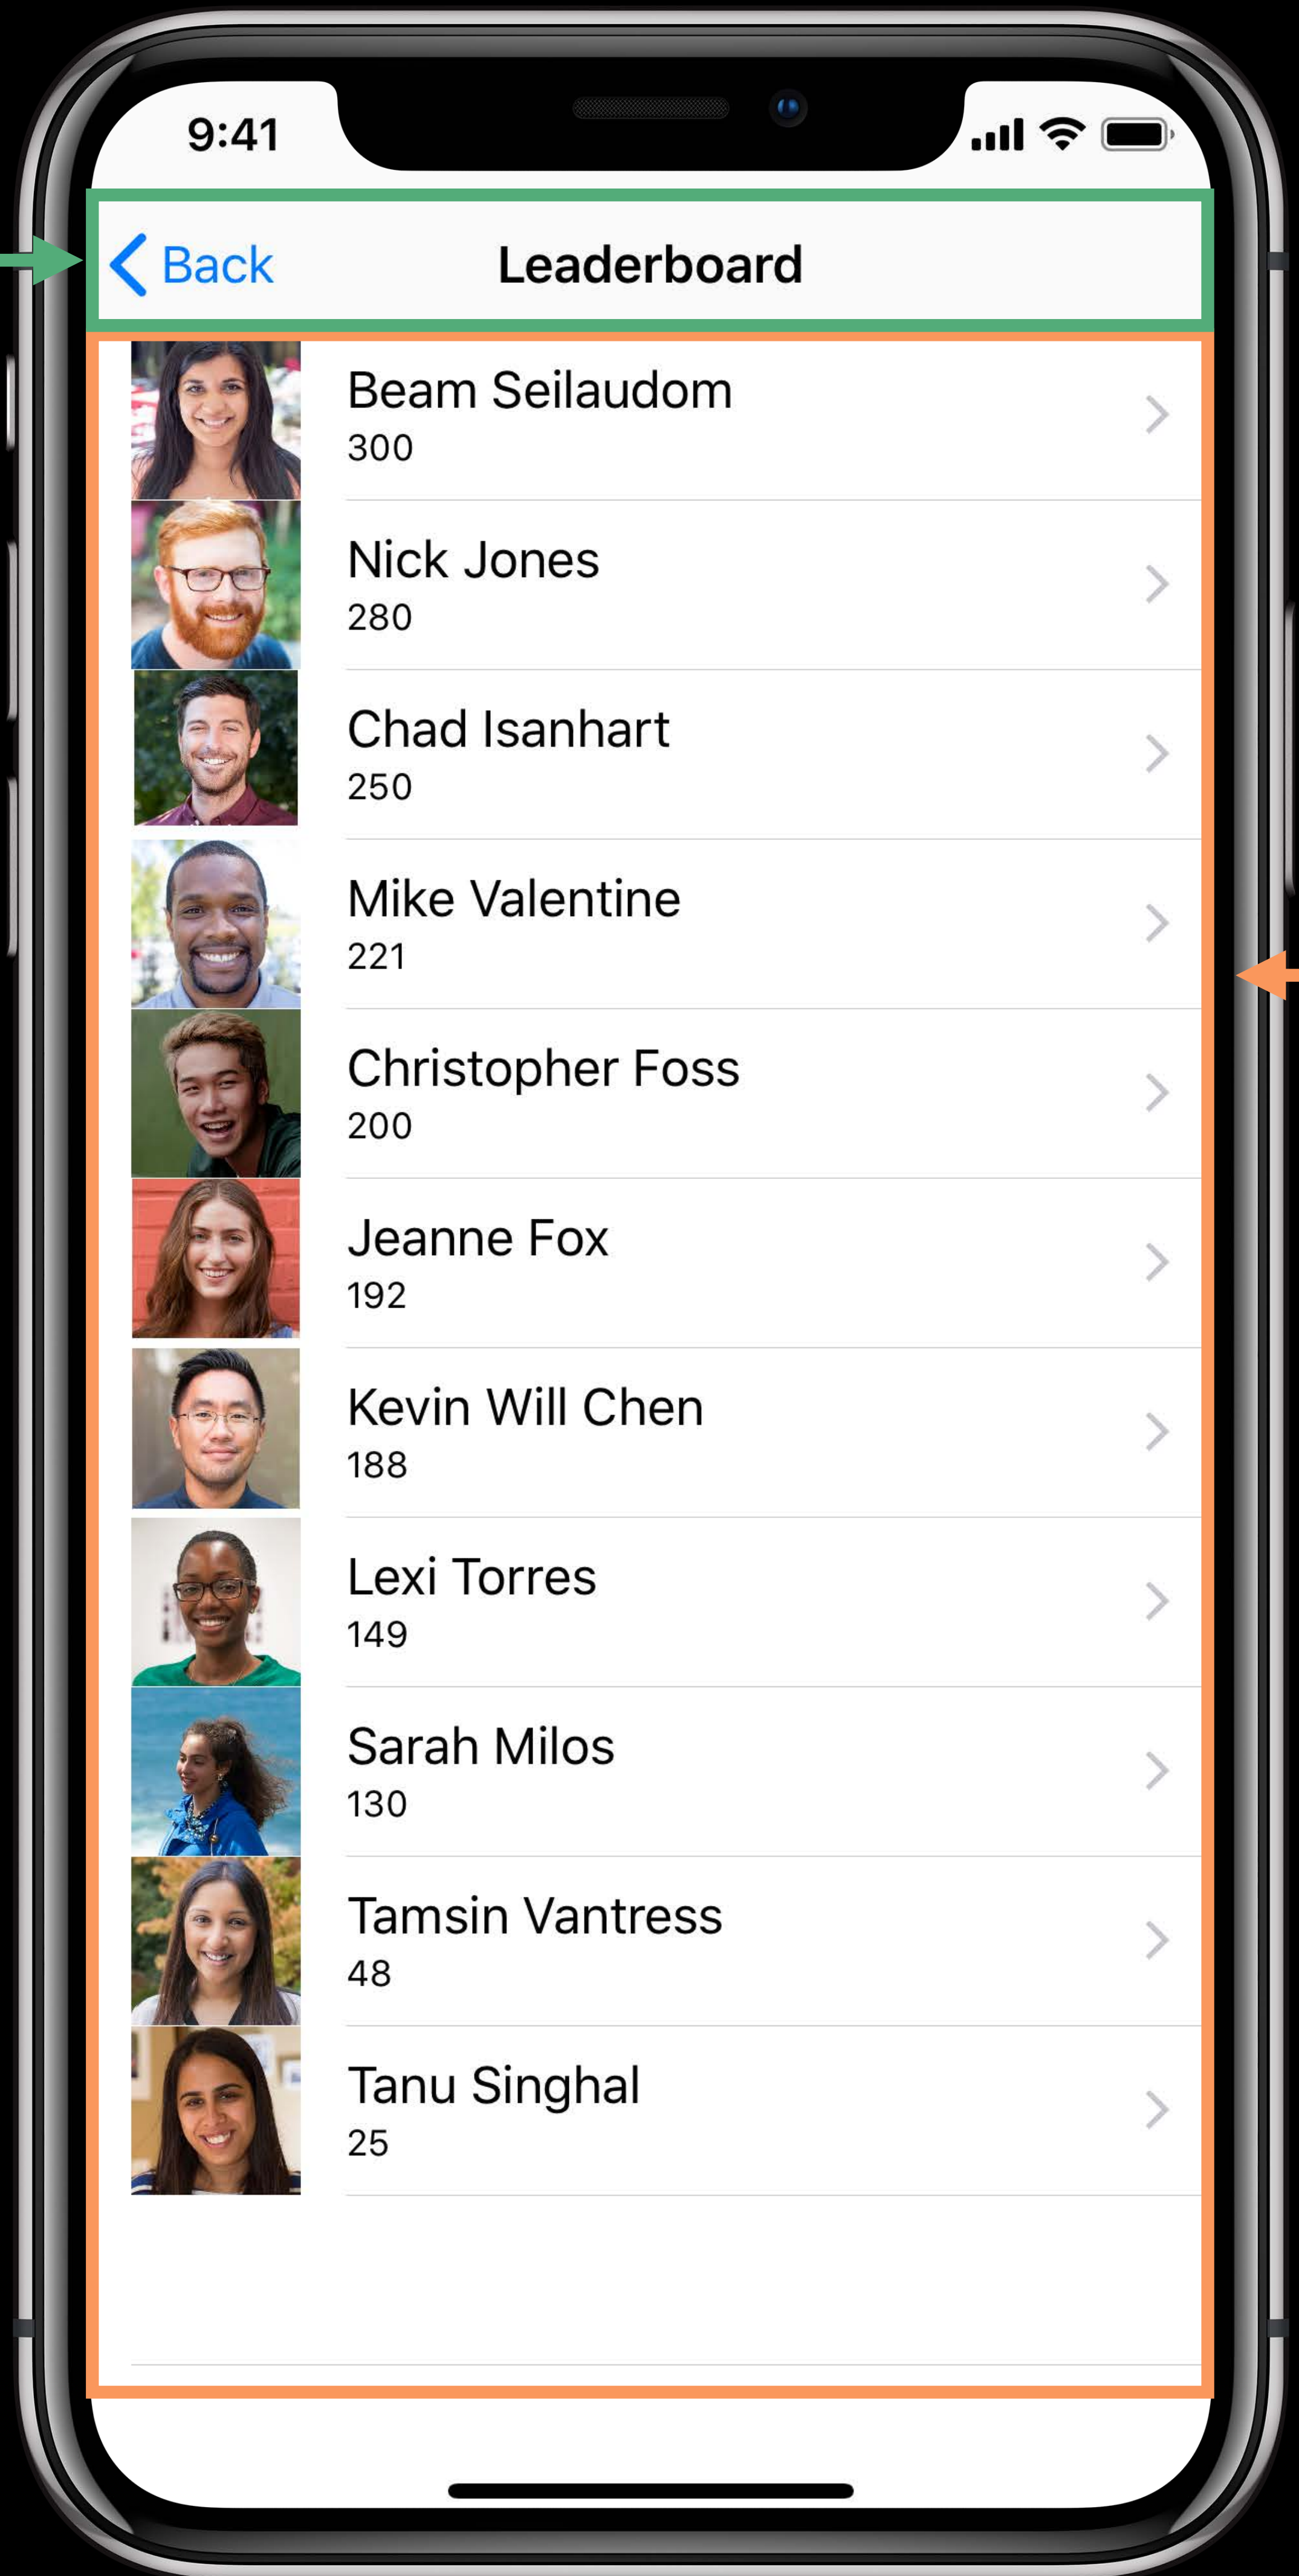 9:41
Back Leaderboard
Beam Seilaudom
300
Nick Jones
280
Chad Isanhart
250
Mike Valentine
221
Christopher Foss
200
Jeanne Fox
192
Kevin Will Chen
188
Lexi Torres
149
Sarah Milos
130
Tamsin Vantress
48
Tanu Singhal
25